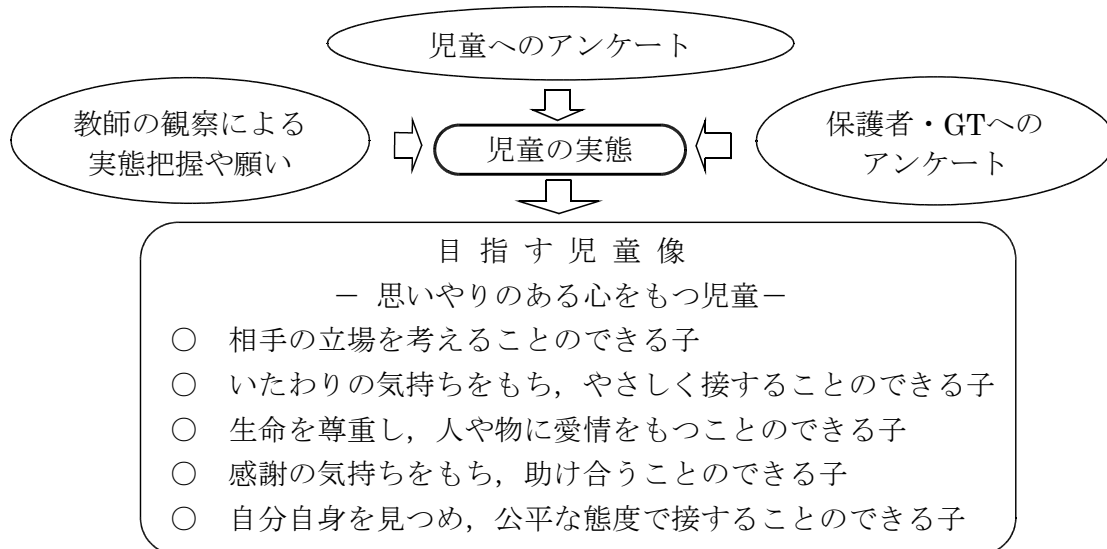 児童へのアンケート
教師の観察による
実態把握や願い
児童の実態
保護者・GTへの
アンケート
目 指 す 児 童 像
－ 思いやりのある心をもつ児童－
○ 相手の立場を考えることのできる子
○ いたわりの気持ちをもち，やさしく接することのできる子
○ 生命を尊重し，人や物に愛情をもつことのできる子
○ 感謝の気持ちをもち，助け合うことのできる子
○ 自分自身を見つめ，公平な態度で接することのできる子